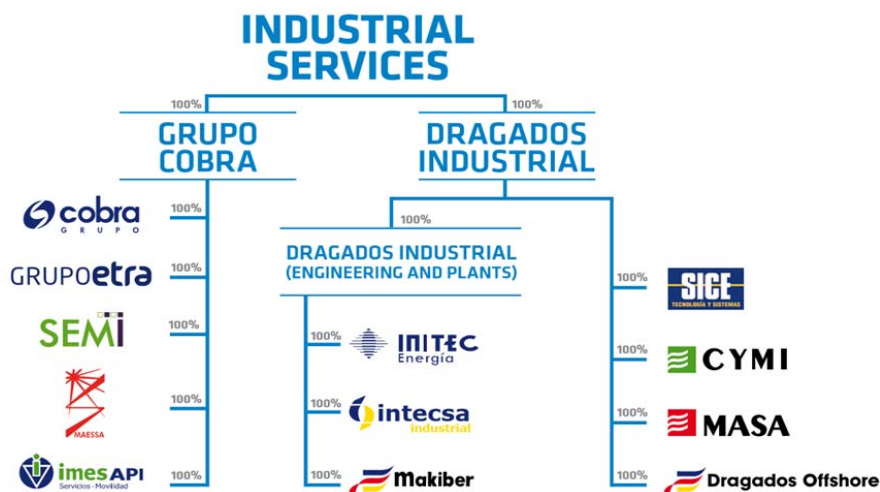 INDUSTRIAL
SERVICES
100%
100%
GRUPO
COBRA
DRAGADOS
INDUSTRIAL
100%
cobra
GRUPO
100%
GRUPOetra
100%
SEMI
100%
MAESSA
100%
imesAPI
Servicios - Movilidad
100%
100%
DRAGADOS INDUSTRIAL
(ENGINEERING AND PLANTS)
100%
INITEC
Energía
100%
intecsa
industrial
100%
Makiber
100%
SICE
TECNOLOGÍA Y SISTEMAS
100%
CYMI
100%
MASA
100%
Dragados Offshore